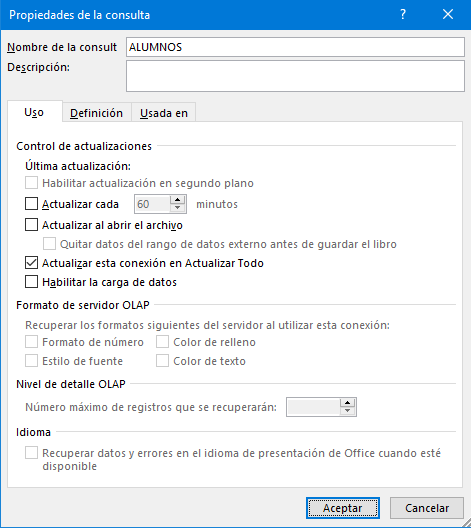 Propiedades de la consulta
Nombre de la consult ALUMNOS
Descripción:
Uso Definición Usada en
Control de actualizaciones
Última actualización:
Habilitar actualización en segundo plano
Actualizar cada 60 minutos
Actualizar al abrir el archivo
Quitar datos del rango de datos externo antes de guardar el libro
Actualizar esta conexión en Actualizar Todo
Habilitar la carga de datos
Formato de servidor OLAP
Recuperar los formatos siguientes del servidor al utilizar esta conexión:
Formato de número Color de relleno
Estilo de fuente Color de texto
Nivel de detalle OLAP
Número máximo de registros que se recuperarán:
Idioma
Recuperar datos y errores en el idioma de presentación de Office cuando esté
disponible
Aceptar Cancelar